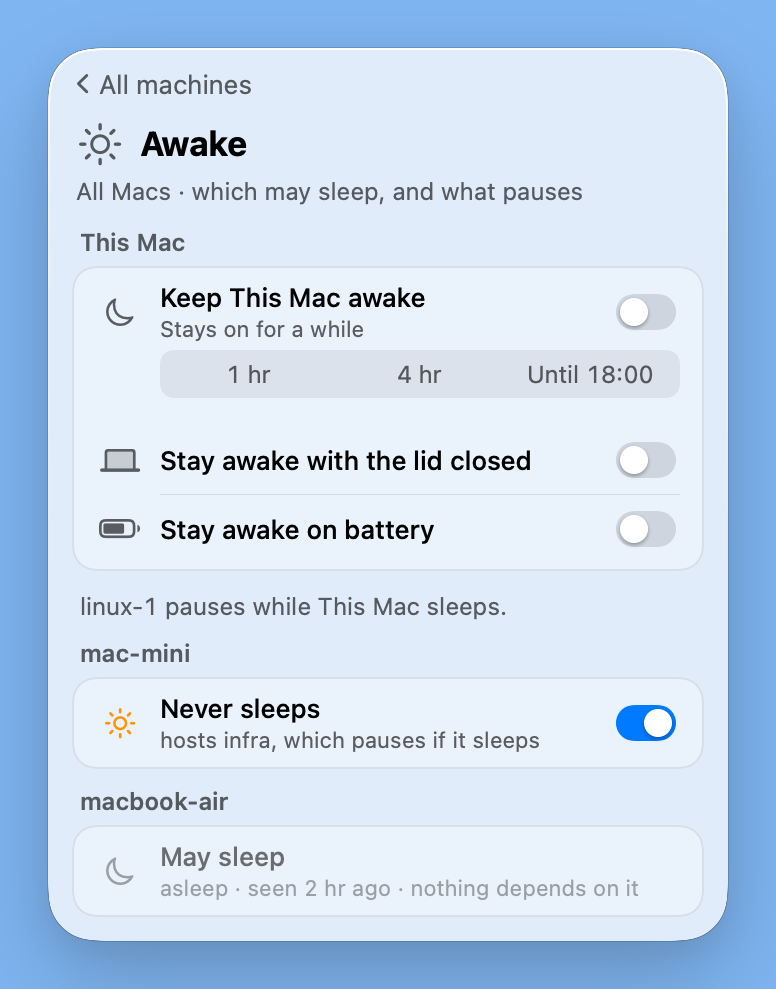 All machines
Awake
All Macs · which may sleep, and what pauses
This Mac
Keep This Mac awake
Stays on for a while
1 hr 4 hr Until 18:00
Stay awake with the lid closed
Stay awake on battery
linux-1 pauses while This Mac sleeps.
mac-mini
Never sleeps
hosts infra, which pauses if it sleeps
macbook-air
May sleep
asleep · seen 2 hr ago · nothing depends on it